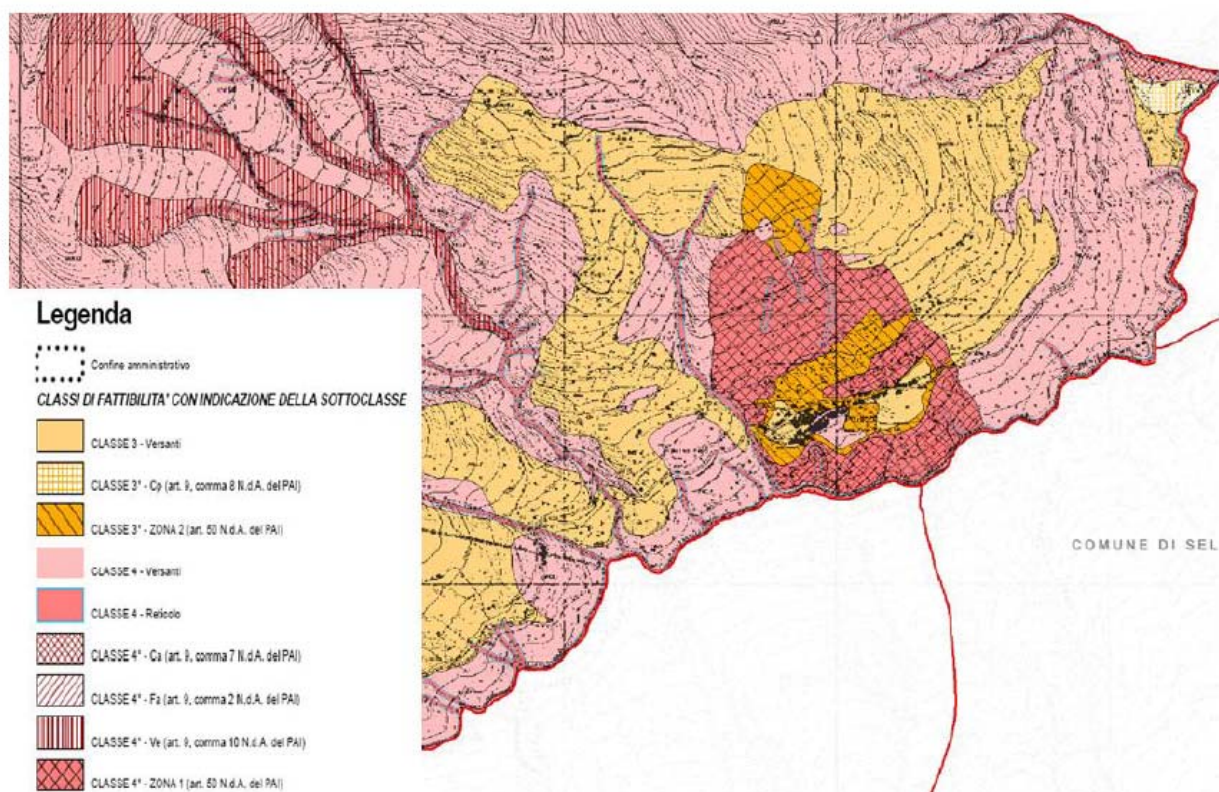 Legenda
Confine amministrativo
CLASSI DI FATTIBILITA' CON INDICAZIONE DELLA SOTTOCLASSE
CLASSE 3 - Versanti
CLASSE 3* - Cp (art. 9, comma 8 N.d.A. del PAI)
CLASSE 3* - ZONA 2 (art. 50 N.d.A. del PAI)
CLASSE 4 - Versanti
CLASSE 4 - Reticolo
CLASSE 4* - Ca (art. 9, comma 7 N.d.A. del PAI)
CLASSE 4* - Fa (art. 9, comma 2 N.d.A. del PAI)
CLASSE 4* - Ve (art. 9, comma 10 N.d.A. del PAI)
CLASSE 4* - ZONA 1 (art. 50 N.d.A. del PAI)
COMUNE DI SEL